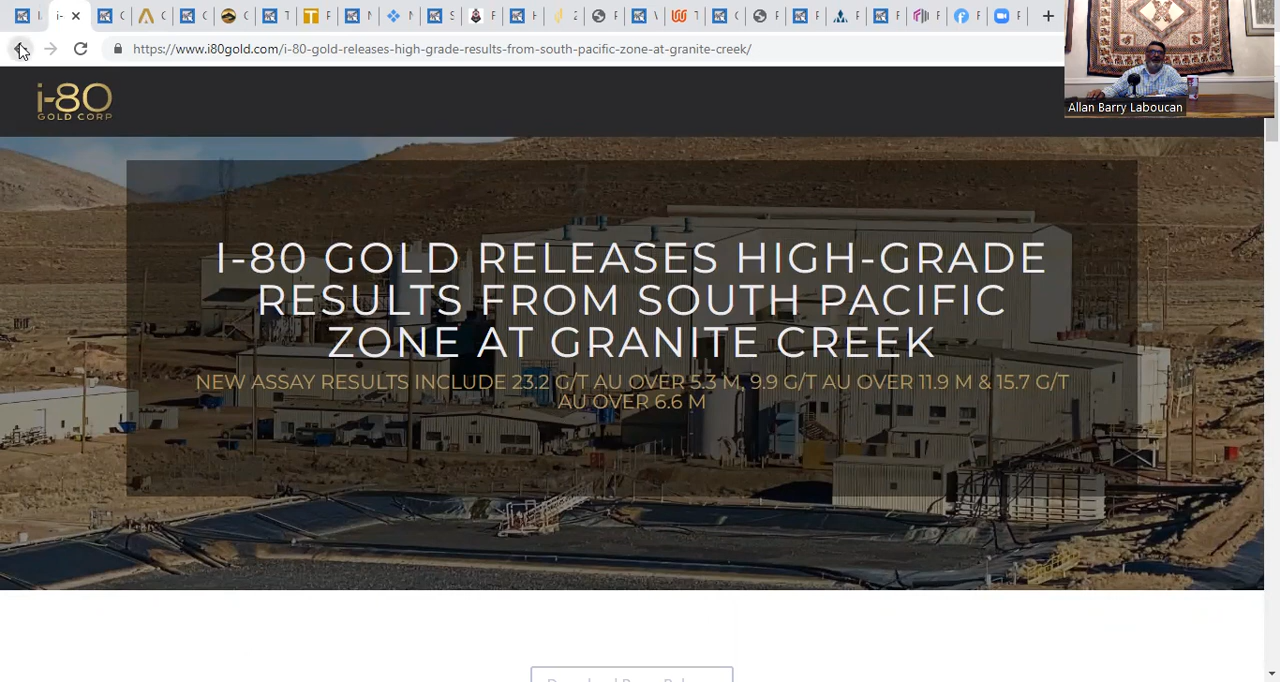 https://www.i80gold.com/i-80-gold-releases-high-grade-results-from-south-pacific-zone-at-granite-creek/
i-80
GOLD CORP
Allan Barry Laboucan
I-80 GOLD RELEASES HIGH-GRADE
RESULTS FROM SOUTH PACIFIC
ZONE AT GRANITE CREEK
NEW ASSAY RESULTS INCLUDE 23.2 G/T AU OVER 5.3 M, 9.9 G/T AU OVER 11.9 M & 15.7 G/T
AU OVER 6.6 M